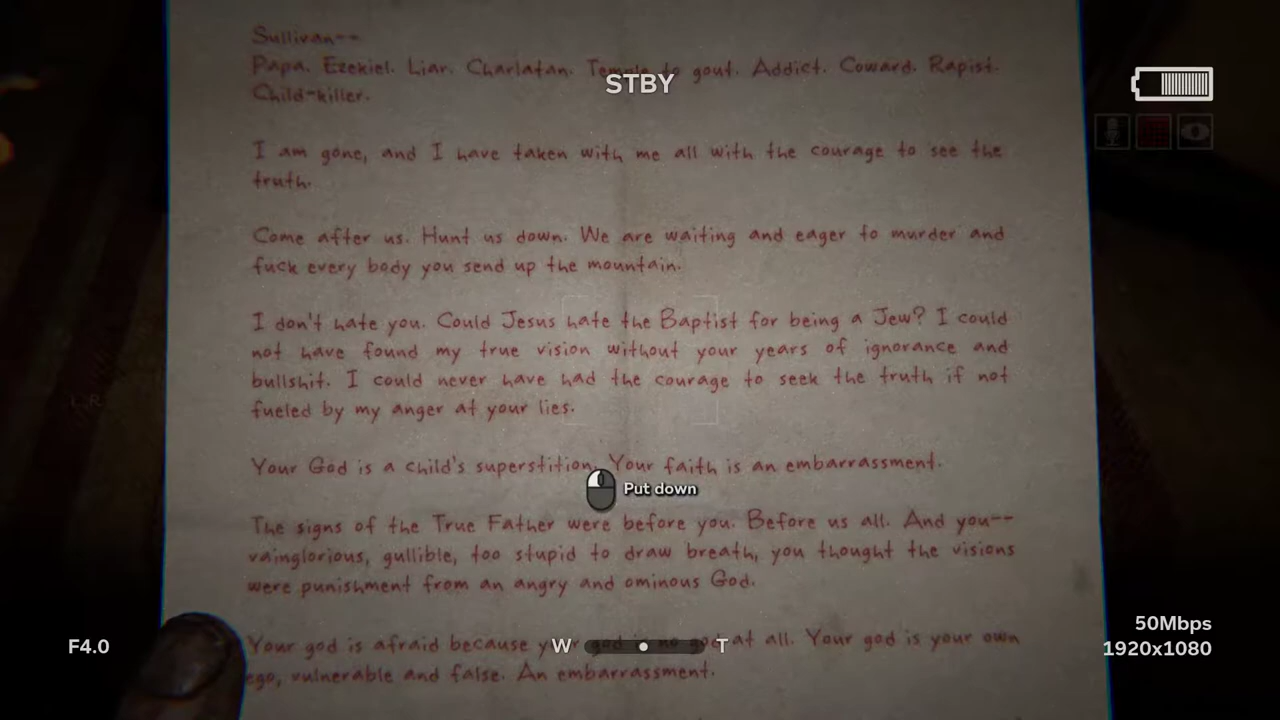 Sullivan--
Papa. Ezekiel. Liar. Charlatan. Temple to gout. Addict. Coward. Rapist.
STBY
Child-killer.
I am gone, and I have taken with me all with the courage to see the
truth.
Come after us. Hunt us down. We are waiting and eager to murder and
fuck every body you send up the mountain.
I don't hate you. Could Jesus hate the Baptist for being a Jew? I could
not have found my true vision without your years of ignorance and
bullshit. I could never have had the courage to seek the truth if not
fueled by my anger at your lies.
Your God is a child's superstition. Your faith is an embarrassment.
Put down
The signs of the True Father were before you. Before us all. And you--
vainglorious, gullible, too stupid to draw breath, you thought the visions
were punishment from an angry and ominous God.
50Mbps
Your god is afraid because your god is no god at all. Your god is your own
F4.0
W T
1920x1080
ego, vulnerable and false. An embarrassment.